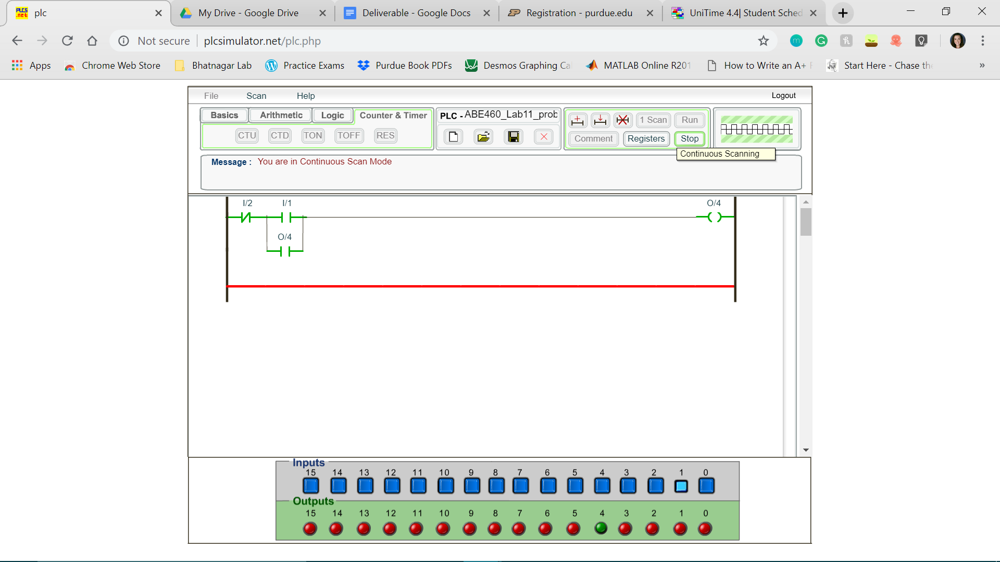 PLCS .net plc
My Drive - Google Drive
Deliverable - Google Docs
Registration - purdue.edu
UniTime 4.4| Student Sched
Not secure plcsimulator.net/plc.php
Apps Chrome Web Store Bhatnagar Lab Practice Exams Purdue Book PDFs Desmos Graphing Ca MATLAB Online R201 How to Write an A+ Start Here - Chase the »
File Scan Help Logout
Basics Arithmetic Logic Counter & Timer
CTU CTD TON TOFF RES
PLC - ABE460_Lab11_prob
1 Scan Run
Comment Registers Stop
Continuous Scanning
Message : You are in Continuous Scan Mode
I/2 I/1 O/4
O/4
Inputs
15 14 13 12 11 10 9 8 7 6 5 4 3 2 1 0
Outputs
15 14 13 12 11 10 9 8 7 6 5 4 3 2 1 0